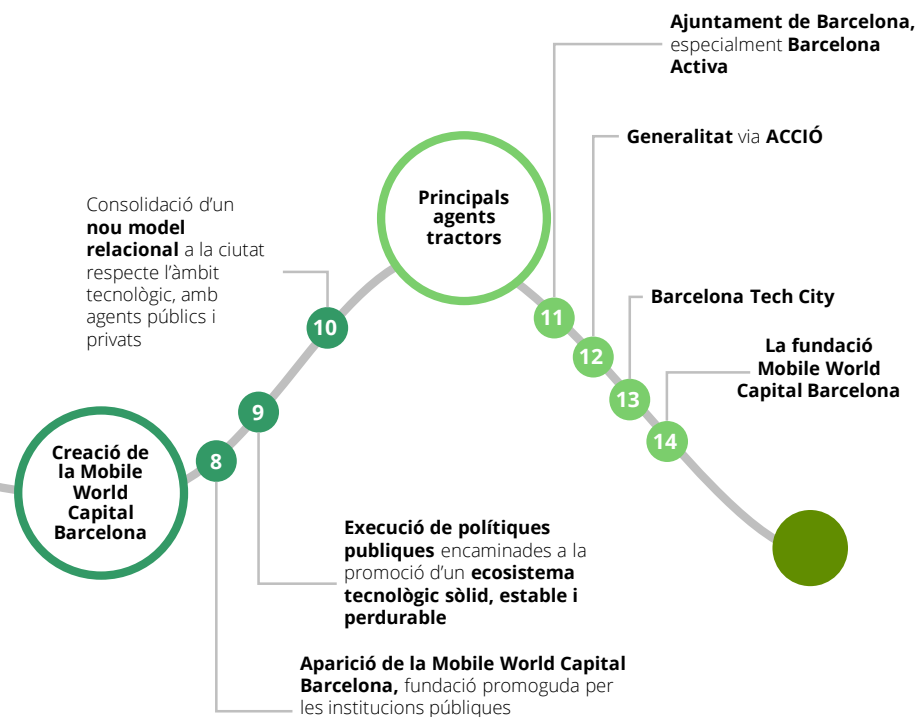 Ajuntament de Barcelona,
especialment Barcelona
Activa
Generalitat via ACCIÓ
Principals
agents
tractors
Consolidació d'un
nou model
relacional a la ciutat
respecte l'àmbit
tecnològic, amb
agents públics i
privats
10
11
12
13
14
Barcelona Tech City
La fundació
Mobile World
Capital Barcelona
9
8
Creació de
la Mobile
World
Capital
Barcelona
Execució de polítiques
publiques encaminades a la
promoció d'un ecosistema
tecnològic sòlid, estable i
perdurable
Aparició de la Mobile World Capital
Barcelona, fundació promoguda per
les institucions públiques